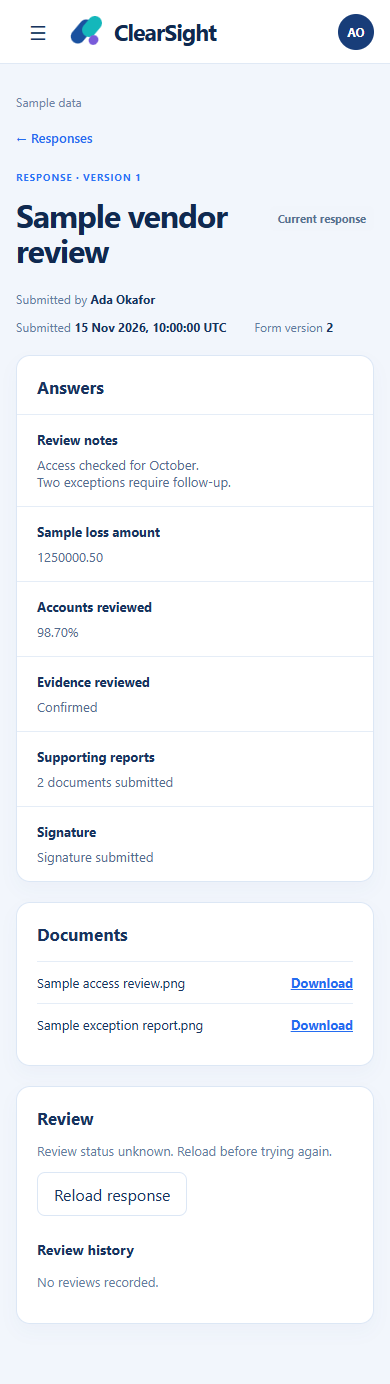 ClearSight
AO
Sample data
← Responses
RESPONSE · VERSION 1
Sample vendor
review
Current response
Submitted by Ada Okafor
Submitted 15 Nov 2026, 10:00:00 UTC
Form version 2
Answers
Review notes
Access checked for October.
Two exceptions require follow-up.
Sample loss amount
1250000.50
Accounts reviewed
98.70%
Evidence reviewed
Confirmed
Supporting reports
2 documents submitted
Signature
Signature submitted
Documents
Sample access review.png
Download
Sample exception report.png
Download
Review
Review status unknown. Reload before trying again.
Reload response
Review history
No reviews recorded.